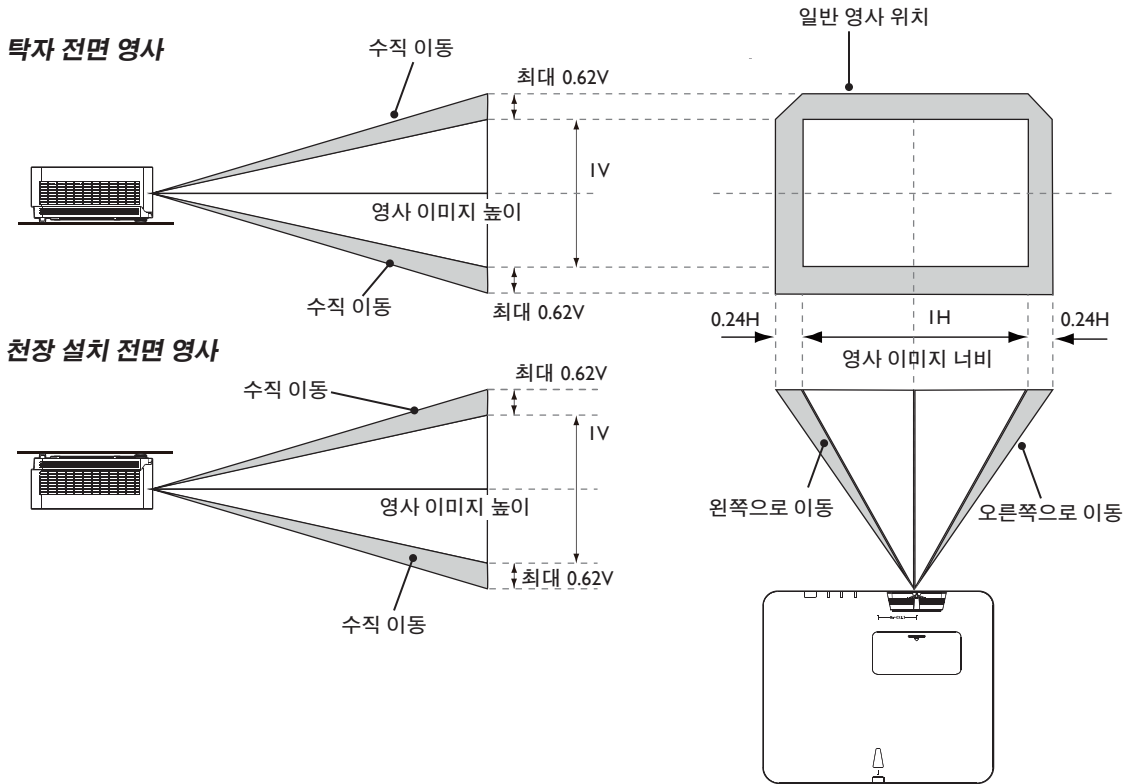 일반 영사 위치
탁자 전면 영사
수직 이동
최대 0.62V
1V
영사 이미지 높이
수직 이동
최대 0.62V
0.24H
1H
0.24H
영사 이미지 너비
천장 설치 전면 영사
최대 0.62V
수직 이동
1V
영사 이미지 높이
왼쪽으로 이동
오른쪽으로 이동
최대 0.62V
수직 이동